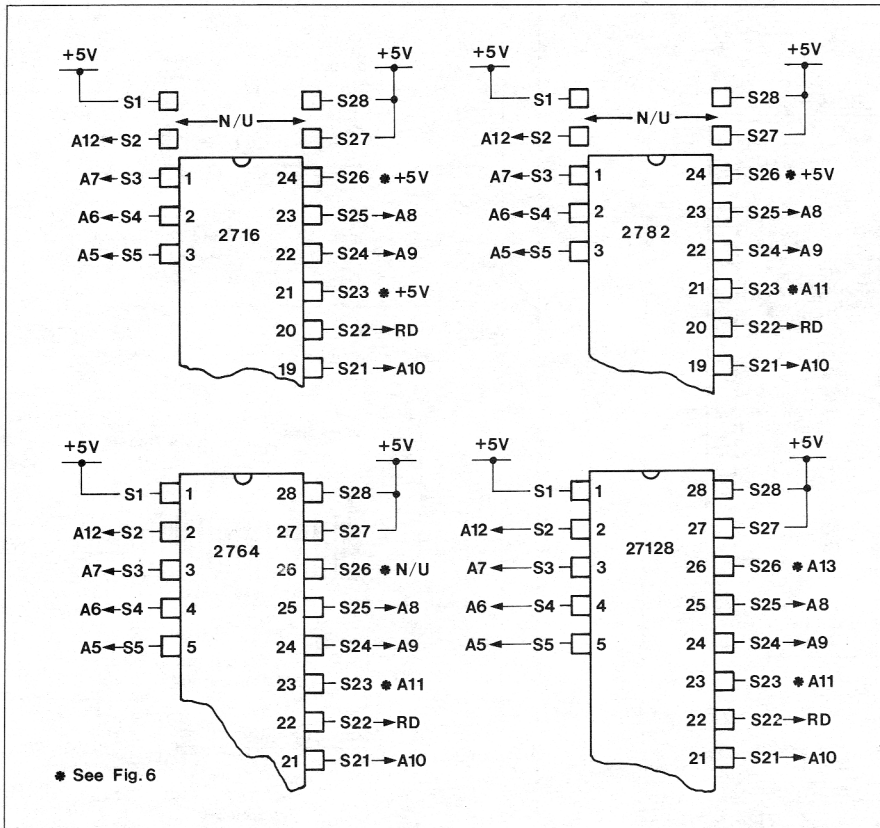 +5V +5V
S1 S28
N/U
A12 S2 S27
A7 S3 1 24 S26 * +5V
A6 S4 2 23 S25 A8
2716
A5 S5 3 22 S24 A9
21 S23 * +5V
20 S22 RD
19 S21 A10
+5V +5V
S1 S28
N/U
A12 S2 S27
A7 S3 1 24 S26 * +5V
A6 S4 2 23 S25 A8
2782
A5 S5 3 22 S24 A9
21 S23 * A11
20 S22 RD
19 S21 A10
+5V +5V
S1 1 28 S28
A12 S2 2 27 S27
2764
A7 S3 3 26 S26 * N/U
A6 S4 4 25 S25 A8
A5 S5 5 24 S24 A9
23 S23 * A11
22 S22 RD
21 S21 A10
+5V +5V
S1 1 28 S28
A12 S2 2 27 S27
27128
A7 S3 3 26 S26 * A13
A6 S4 4 25 S25 A8
A5 S5 5 24 S24 A9
23 S23 * A11
22 S22 RD
21 S21 A10
* See Fig. 6